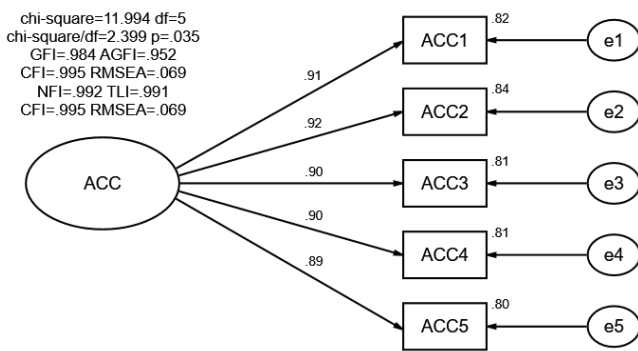 chi-square=11.994 df=5
chi-square/df=2.399 p=.035
GFI=.984 AGFI=.952
CFI=.995 RMSEA=.069
NFI=.992 TLI=.991
CFI=.995 RMSEA=.069
ACC
.91
.92
.90
.90
.89
.82
ACC1
e1
.84
ACC2
e2
.81
ACC3
e3
.81
ACC4
e4
.80
ACC5
e5